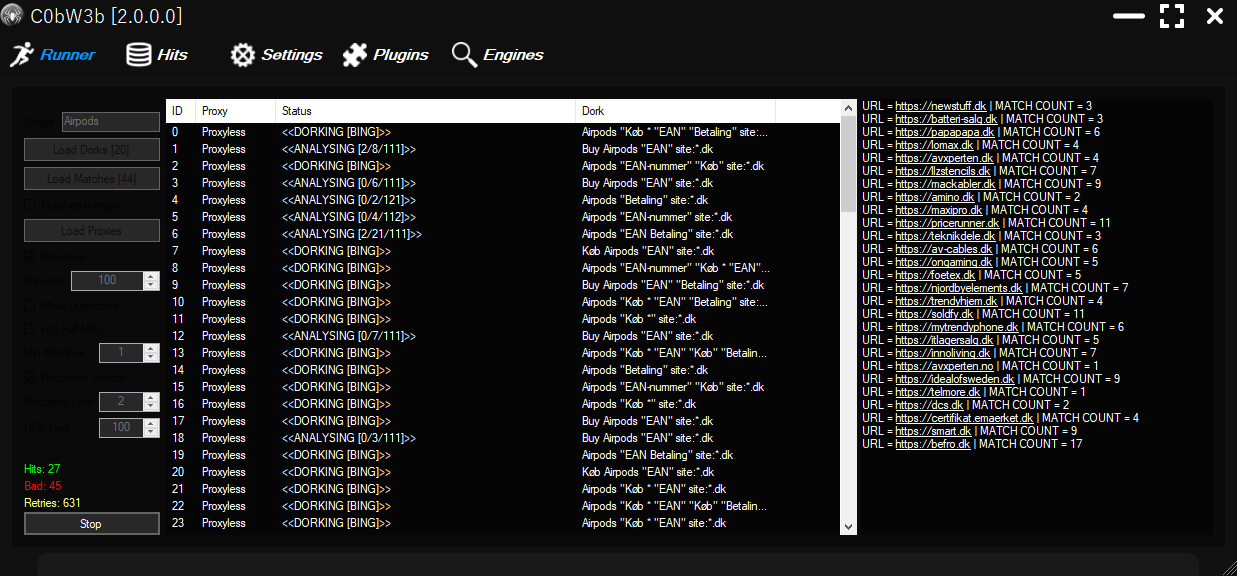 C0bW3b [2.0.0.0]
Runner Hits Settings Plugins Engines
Target: Airpods
Load Dorks [20]
Load Matches [44]
Load Proxies
Proxyless
Threads: 100
Allow Duplicates
Log Full URL
Min Matches: 1
Recursive Search
Recursive Limit: 2
URL Limit: 100
Hits: 27
Bad: 45
Retries: 631
Stop
ID Proxy Status Dork
0 Proxyless <<DORKING [BING]>> Airpods "Køb * "EAN" "Betaling" site:...
1 Proxyless <<ANALYSING [2/8/111]>> Buy Airpods "EAN" site:*.dk
2 Proxyless <<DORKING [BING]>> Airpods "EAN-nummer" "Køb" site:*.dk
3 Proxyless <<ANALYSING [0/6/111]>> Buy Airpods "EAN" site:*.dk
4 Proxyless <<ANALYSING [0/2/121]>> Airpods "Betaling" site:*.dk
5 Proxyless <<ANALYSING [0/4/112]>> Airpods "EAN-nummer" site:*.dk
6 Proxyless <<ANALYSING [2/21/111]>> Airpods "EAN Betaling" site:*.dk
7 Proxyless <<DORKING [BING]>> Køb Airpods "EAN" site:*.dk
8 Proxyless <<DORKING [BING]>> Airpods "EAN-nummer" "Køb * "EAN"...
9 Proxyless <<DORKING [BING]>> Buy Airpods "EAN" "Betaling" site:*.dk
10 Proxyless <<DORKING [BING]>> Airpods "Køb * "EAN" "Betaling" site:...
11 Proxyless <<DORKING [BING]>> Airpods "Køb *" site:*.dk
12 Proxyless <<ANALYSING [0/7/111]>> Buy Airpods "EAN" site:*.dk
13 Proxyless <<DORKING [BING]>> Airpods "Køb * "EAN" "Køb" "Betalin...
14 Proxyless <<DORKING [BING]>> Airpods "Betaling" site:*.dk
15 Proxyless <<DORKING [BING]>> Airpods "EAN-nummer" "Køb" site:*.dk
16 Proxyless <<DORKING [BING]>> Airpods "Køb *" site:*.dk
17 Proxyless <<DORKING [BING]>> Buy Airpods "EAN" site:*.dk
18 Proxyless <<ANALYSING [0/3/111]>> Buy Airpods "EAN" site:*.dk
19 Proxyless <<DORKING [BING]>> Airpods "EAN Betaling" site:*.dk
20 Proxyless <<DORKING [BING]>> Køb Airpods "EAN" site:*.dk
21 Proxyless <<DORKING [BING]>> Airpods "Køb * "EAN" site:*.dk
22 Proxyless <<DORKING [BING]>> Airpods "Køb * "EAN" "Køb" "Betalin...
23 Proxyless <<DORKING [BING]>> Airpods "Køb * "EAN" site:*.dk
URL = https://newstuff.dk | MATCH COUNT = 3
URL = https://batteri-salg.dk | MATCH COUNT = 3
URL = https://papapapa.dk | MATCH COUNT = 6
URL = https://lomax.dk | MATCH COUNT = 4
URL = https://avxperten.dk | MATCH COUNT = 4
URL = https://llzstencils.dk | MATCH COUNT = 7
URL = https://mackabler.dk | MATCH COUNT = 9
URL = https://amino.dk | MATCH COUNT = 2
URL = https://maxipro.dk | MATCH COUNT = 4
URL = https://pricerunner.dk | MATCH COUNT = 11
URL = https://teknikdele.dk | MATCH COUNT = 3
URL = https://av-cables.dk | MATCH COUNT = 6
URL = https://ongaming.dk | MATCH COUNT = 5
URL = https://foetex.dk | MATCH COUNT = 5
URL = https://njordbyelements.dk | MATCH COUNT = 7
URL = https://trendyhjem.dk | MATCH COUNT = 4
URL = https://soldfy.dk | MATCH COUNT = 11
URL = https://mytrendyphone.dk | MATCH COUNT = 6
URL = https://itlagersalg.dk | MATCH COUNT = 5
URL = https://innoliving.dk | MATCH COUNT = 7
URL = https://avxperten.no | MATCH COUNT = 1
URL = https://idealofsweden.dk | MATCH COUNT = 9
URL = https://telmore.dk | MATCH COUNT = 1
URL = https://dcs.dk | MATCH COUNT = 2
URL = https://certifikat.emaerket.dk | MATCH COUNT = 4
URL = https://smart.dk | MATCH COUNT = 9
URL = https://befro.dk | MATCH COUNT = 17